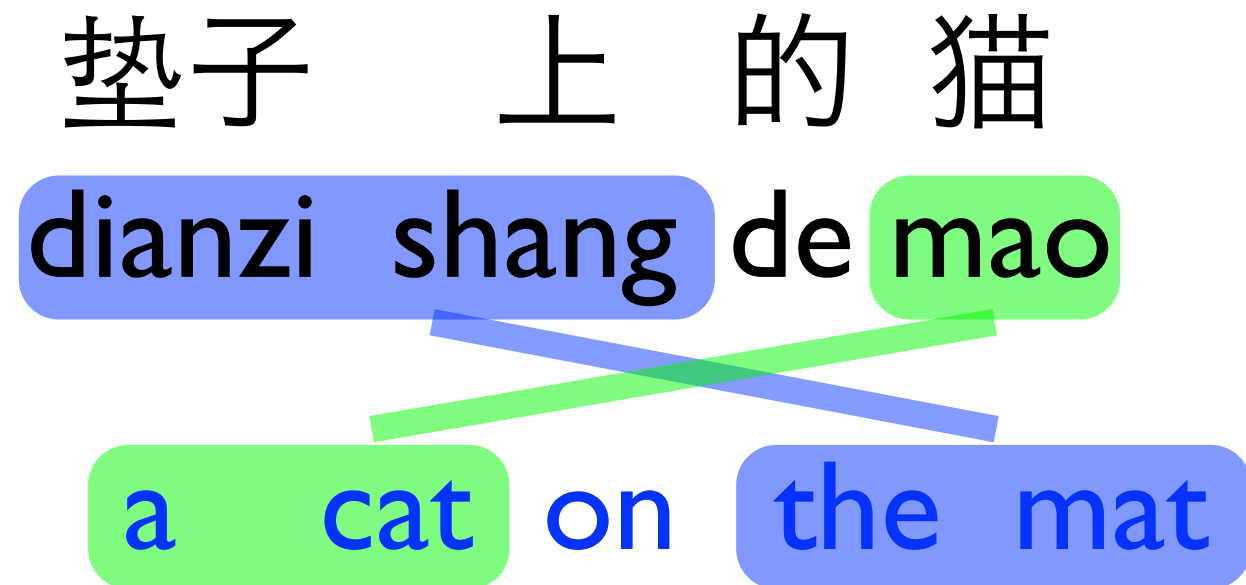 垫子 上 的 猫
dianzi shang de mao
a cat on the mat